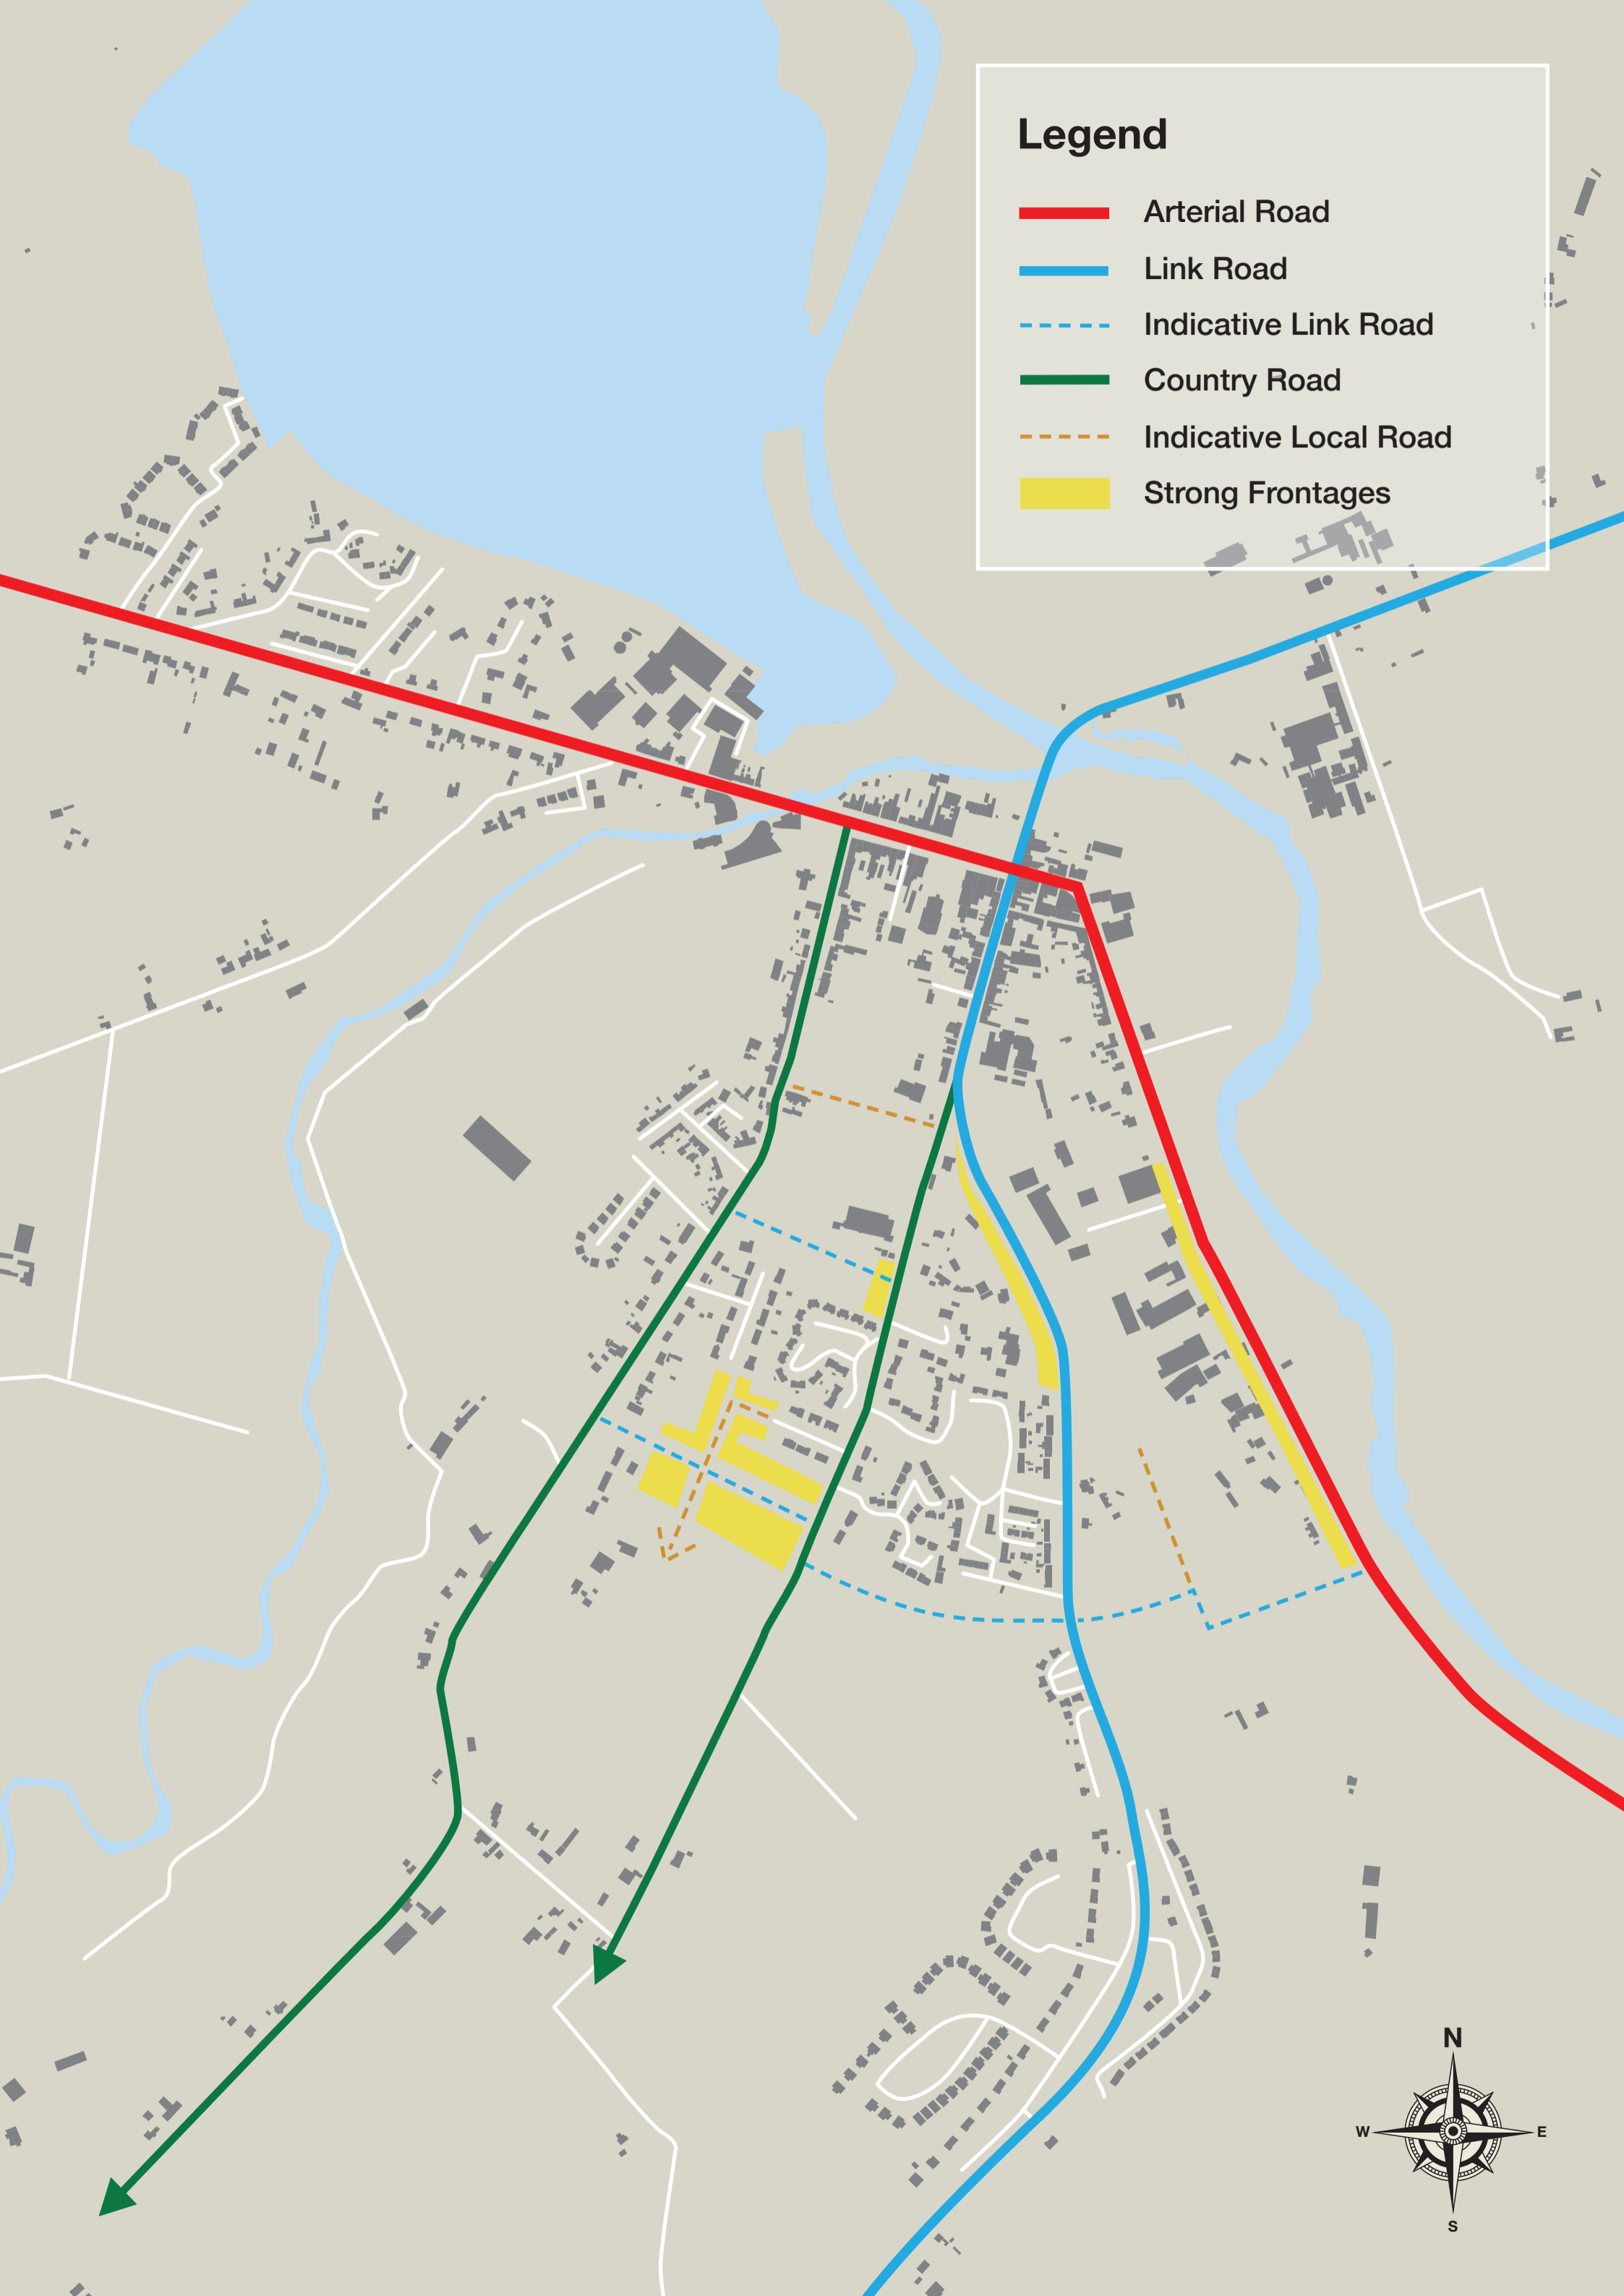 Legend
Arterial Road
Link Road
Indicative Link Road
Country Road
Indicative Local Road
Strong Frontages
N
W
E
S